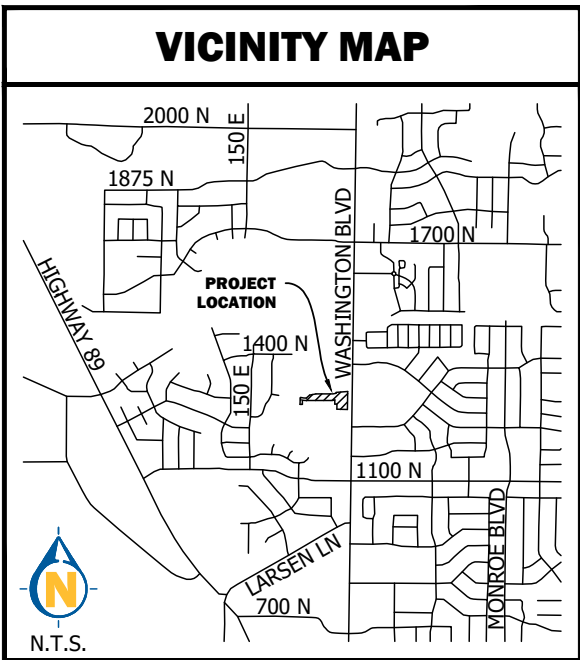 VICINITY MAP
2000 N
150 E
1875 N
WASHINGTON BLVD
1700 N
HIGHWAY 89
PROJECT
LOCATION
1400 N
150 E
1100 N
MONROE BLVD
LARSEN LN
700 N
N
N.T.S.